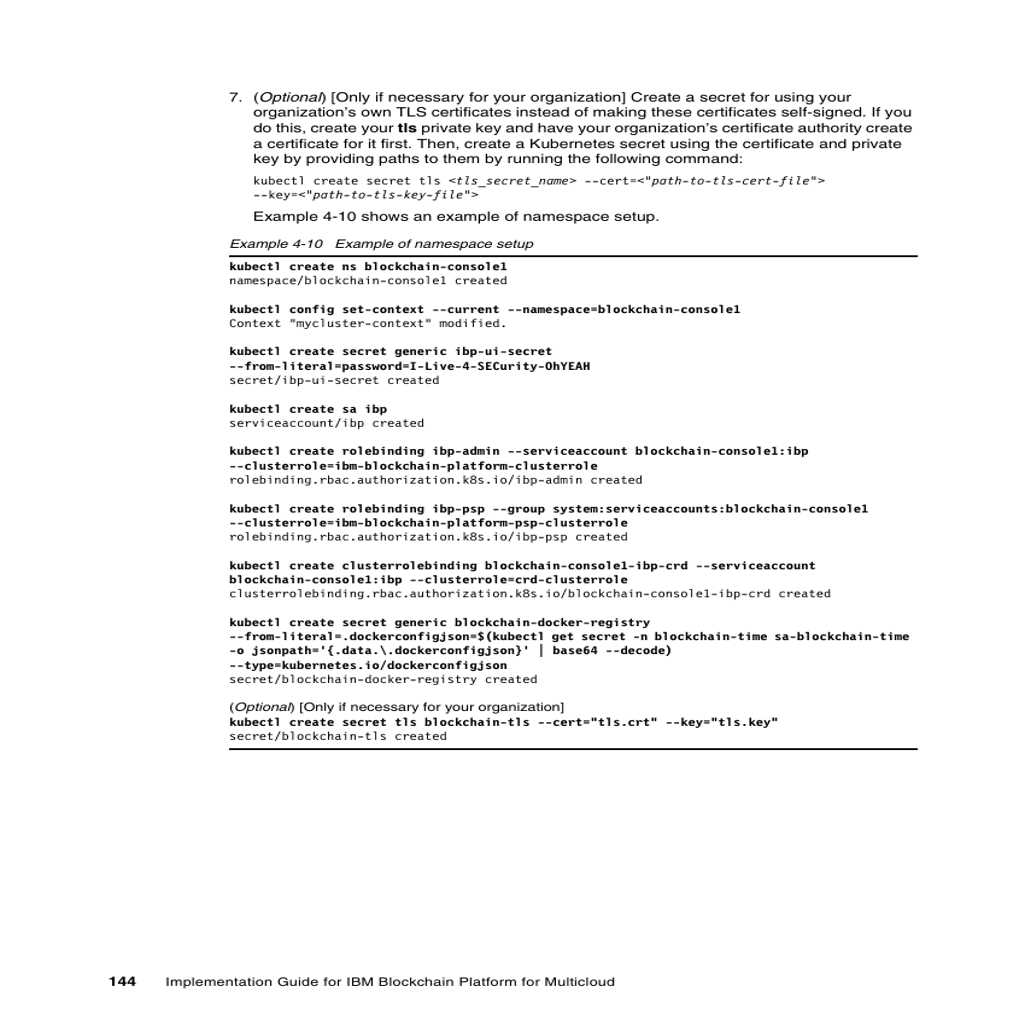 7. (Optional) [Only if necessary for your organization] Create a secret for using your
organization's own TLS certificates instead of making these certificates self-signed. If you
do this, create your tls private key and have your organization's certificate authority create
a certificate for it first. Then, create a Kubernetes secret using the certificate and private
key by providing paths to them by running the following command:
kubectl create secret tls <tls_secret_name> --cert=<"path-to-tls-cert-file">
--key=<"path-to-tls-key-file">
Example 4-10 shows an example of namespace setup.
Example 4-10 Example of namespace setup
kubectl create ns blockchain-console1
namespace/blockchain-console1 created
kubectl config set-context --current --namespace=blockchain-console1
Context "mycluster-context" modified.
kubectl create secret generic ibp-ui-secret
--from-literal=password=I-Live-4-SECurity-OhYEAH
secret/ibp-ui-secret created
kubectl create sa ibp
serviceaccount/ibp created
kubectl create rolebinding ibp-admin --serviceaccount blockchain-console1:ibp
--clusterrole=ibm-blockchain-platform-clusterrole
rolebinding.rbac.authorization.k8s.io/ibp-admin created
kubectl create rolebinding ibp-psp --group system:serviceaccounts:blockchain-console1
--clusterrole=ibm-blockchain-platform-psp-clusterrole
rolebinding.rbac.authorization.k8s.io/ibp-psp created
kubectl create clusterrolebinding blockchain-console1-ibp-crd --serviceaccount
blockchain-console1:ibp --clusterrole=crd-clusterrole
clusterrolebinding.rbac.authorization.k8s.io/blockchain-console1-ibp-crd created
kubectl create secret generic blockchain-docker-registry
--from-literal=.dockerconfigjson=$(kubectl get secret -n blockchain-time sa-blockchain-time
-o jsonpath='{.data.\.dockerconfigjson}' | base64 --decode)
--type=kubernetes.io/dockerconfigjson
secret/blockchain-docker-registry created
(Optional) [Only if necessary for your organization]
kubectl create secret tls blockchain-tls --cert="tls.crt" --key="tls.key"
secret/blockchain-tls created
144 Implementation Guide for IBM Blockchain Platform for Multicloud